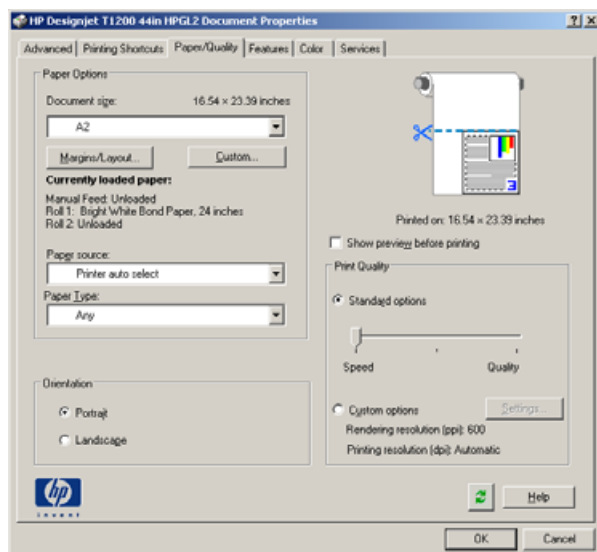 HP Designjet T1200 44in HPGL2 Document Properties
Advanced Printing Shortcuts Paper/Quality Features Color Services
Paper Options
Document size: 16.54 × 23.39 inches
A2
Margins/Layout... Custom...
Currently loaded paper:
Manual Feed: Unloaded
Roll 1: Bright White Bond Paper, 24 inches
Roll 2: Unloaded
Paper source:
Printer auto select
Paper Type:
Any
Orientation
Portrait
Landscape
3
Printed on: 16.54 × 23.39 inches
Show preview before printing
Print Quality
Standard options
Speed Quality
Custom options Settings...
Rendering resolution (ppi): 600
Printing resolution (dpi): Automatic
hp
invent
Help
OK Cancel